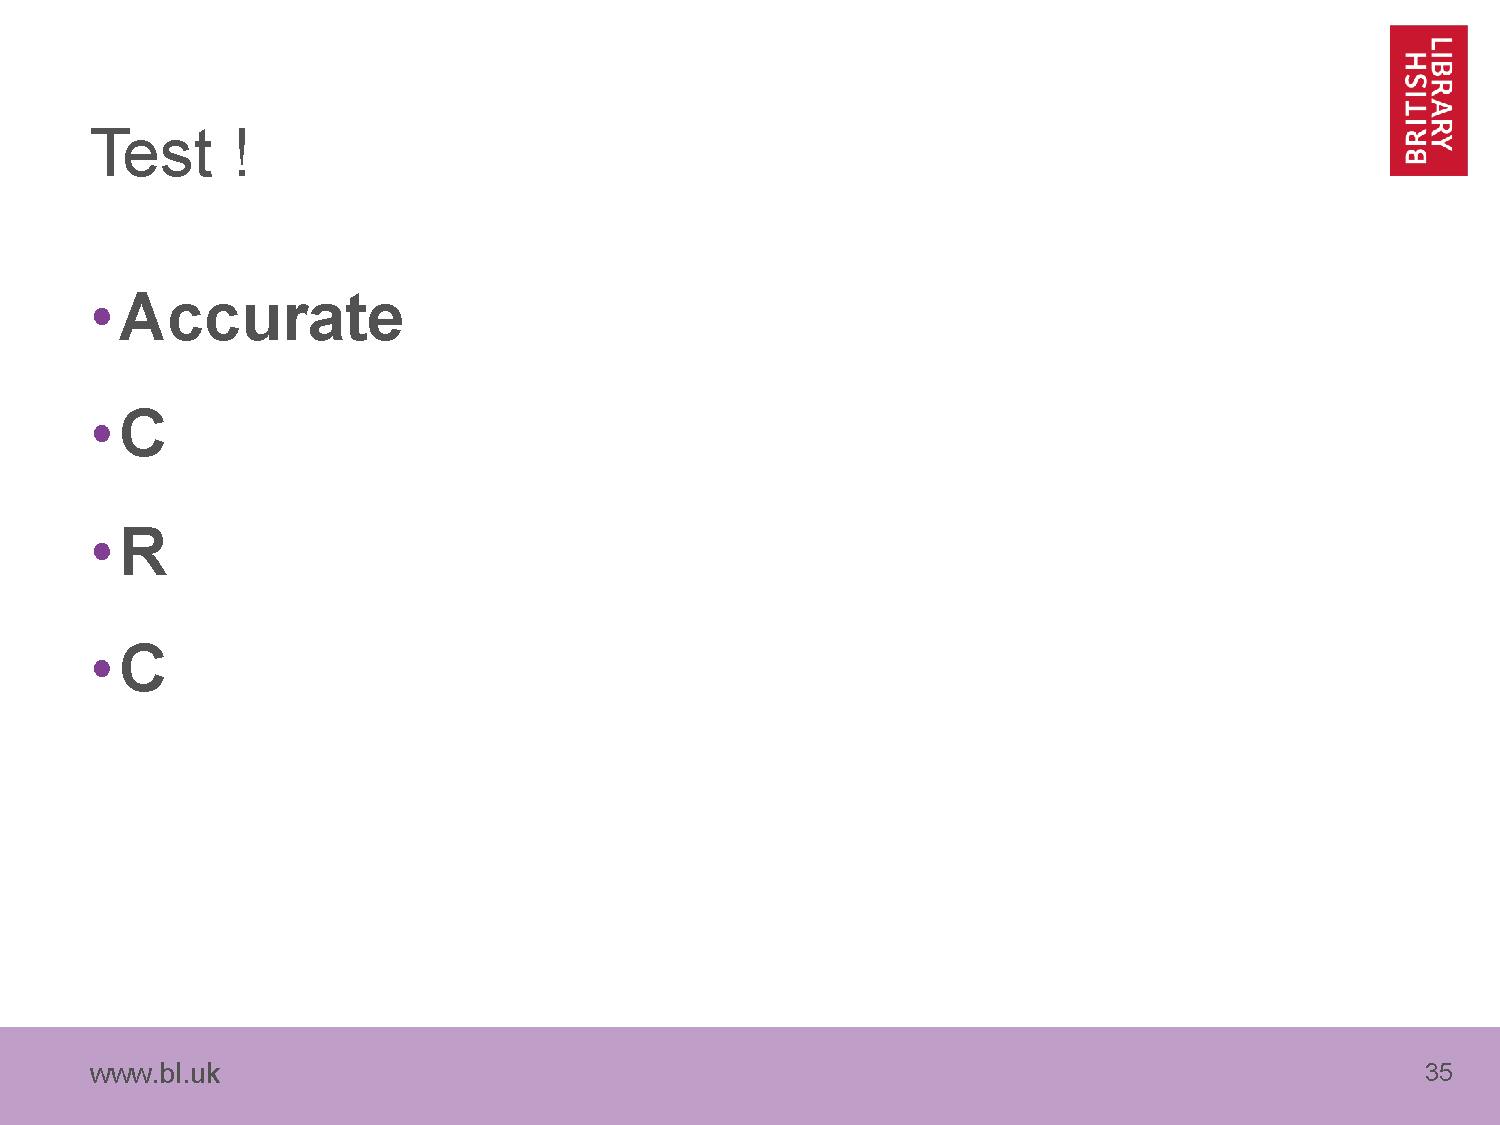 BRITISH
LIBRARY
Test !
•Accurate
•C
•R
•C
www.bl.uk
35